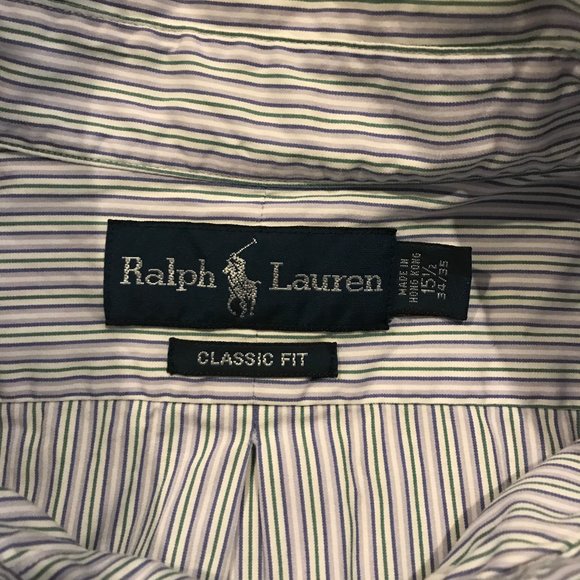 Ralph Lauren
CLASSIC FIT
MADE IN
HONG KONG
15½
34/35